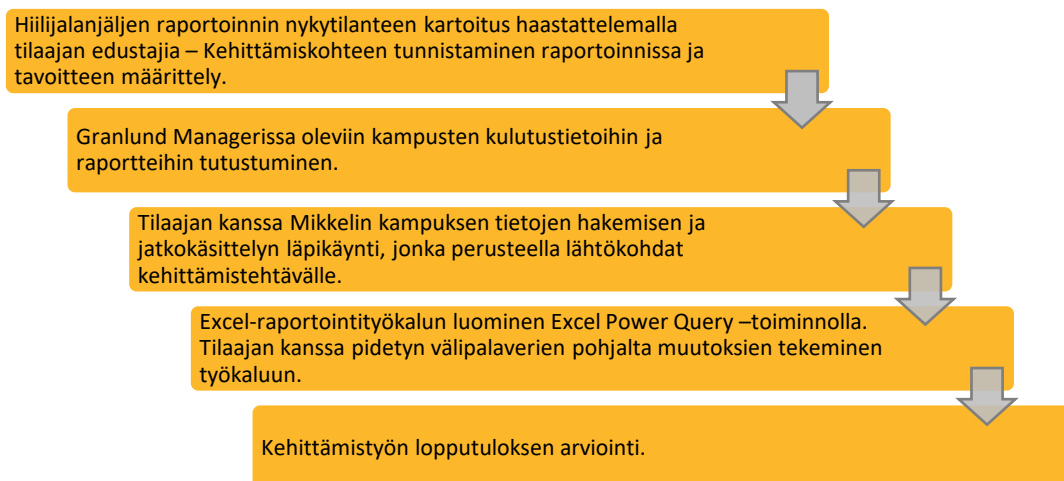 Hiilijalanjäljen raportoinnin nykytilanteen kartoitus haastattelemalla
tilaajan edustajia – Kehittämiskohteen tunnistaminen raportoinnissa ja
tavoitteen määrittely.
Granlund Managerissa oleviin kampusten kulutustietoihin ja
raportteihin tutustuminen.
Tilaajan kanssa Mikkelin kampuksen tietojen hakemisen ja
jatkokäsittelyn läpikäynti, jonka perusteella lähtökohdat
kehittämistehtävälle.
Excel-raportointityökalun luominen Excel Power Query –toiminnolla.
Tilaajan kanssa pidetyn välipalaverien pohjalta muutoksien tekeminen
työkaluun.
Kehittämistyön lopputuloksen arviointi.